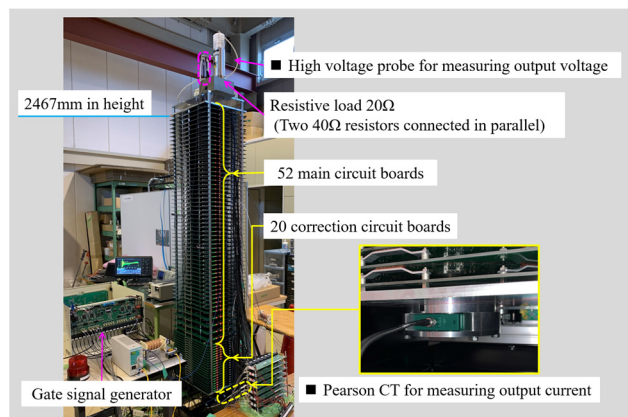 ■ High voltage probe for measuring output voltage
2467mm in height
Resistive load 20Ω
(Two 40Ω resistors connected in parallel)
52 main circuit boards
20 correction circuit boards
Gate signal generator
■ Pearson CT for measuring output current